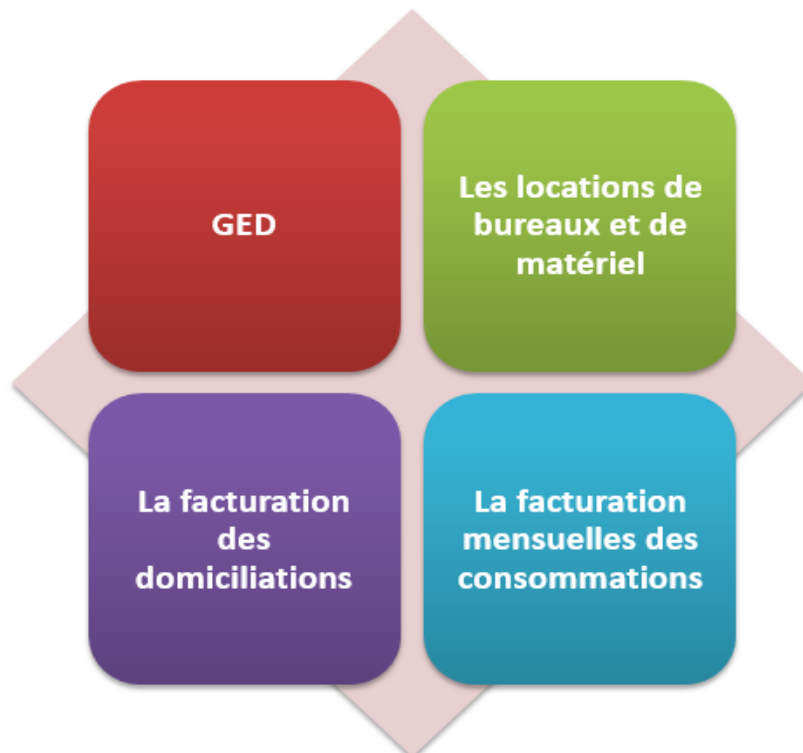 GED
Les locations de
bureaux et de
matériel
La facturation
des
domiciliations
La facturation
mensuelles des
consommations